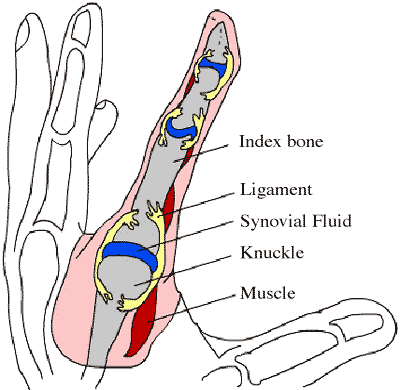 Index bone
Ligament
Synovial Fluid
Knuckle
Muscle